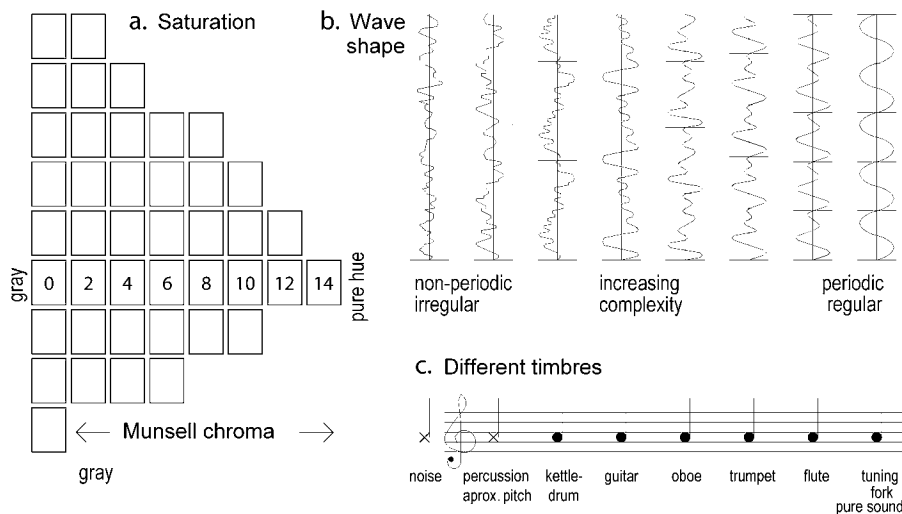 a. Saturation
gray
0 2 4 6 8 10 12 14
pure hue
Munsell chroma
gray
b. Wave
shape
non-periodic
irregular
increasing
complexity
periodic
regular
c. Different timbres
noise
percussion
aprox. pitch
kettle-
drum
guitar
oboe
trumpet
flute
tuning
fork
pure sound